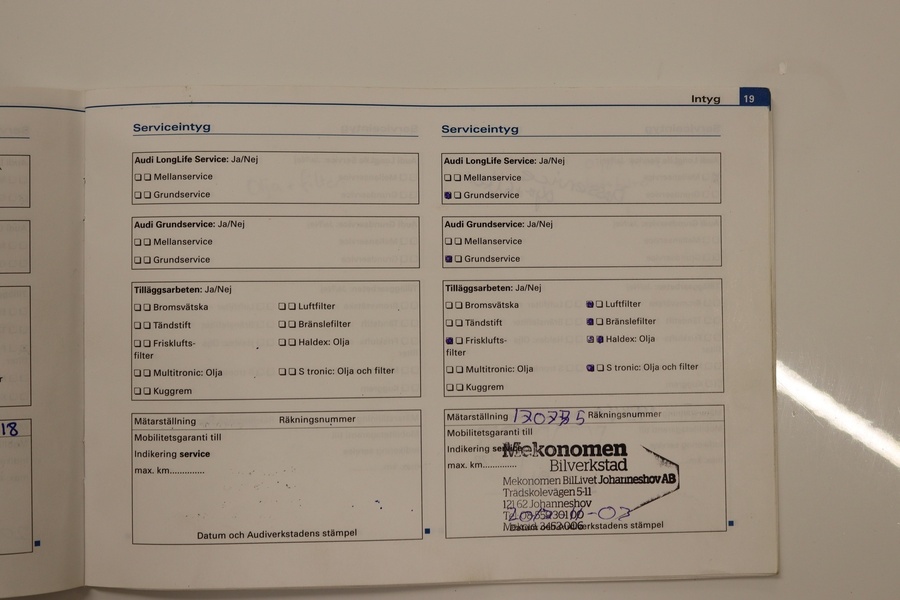 Intyg 19
18
Serviceintyg
Audi LongLife Service: Ja/Nej
Mellanservice
Grundservice
Audi Grundservice: Ja/Nej
Mellanservice
Grundservice
Tilläggsarbeten: Ja/Nej
Bromsvätska Luftfilter
Tändstift Bränslefilter
Friskklufts- Haldex: Olja
filter
Multitronic: Olja S tronic: Olja och filter
Kuggrem
Mätarställning Räkningsnummer
Mobilitetsgaranti till
Indikering service
max. km..............
Datum och Audiverkstadens stämpel
Serviceintyg
Audi LongLife Service: Ja/Nej
Mellanservice
Grundservice
Audi Grundservice: Ja/Nej
Mellanservice
Grundservice
Tilläggsarbeten: Ja/Nej
Bromsvätska Luftfilter
Tändstift Bränslefilter
Friskklufts- Haldex: Olja
filter
Multitronic: Olja S tronic: Olja och filter
Kuggrem
Mätarställning Räkningsnummer
Mobilitetsgaranti till
Indikering service
Mekonomen
Bilverkstad
max. km..............
Mekonomen BilLivet Johanneshov AB
Trädskolevägen 5-11
121 62 Johanneshov
Datum och Audiverkstadens stämpel